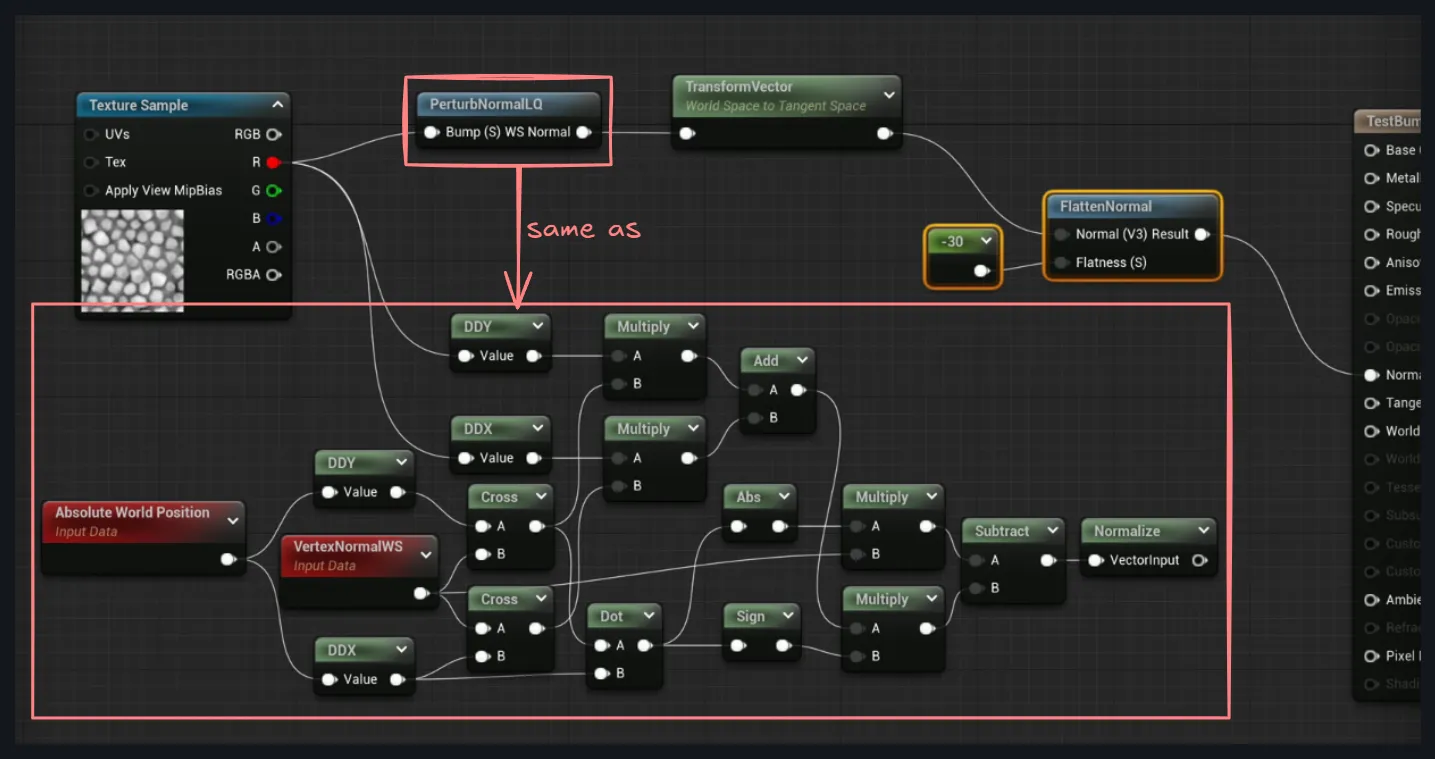 Texture Sample
UVs
RGB
Tex
R
Apply View MipBias
G
B
A
RGBA
PerturbNormalLQ
Bump (S) WS Normal
TransformVector
World Space to Tangent Space
same as
-30
FlattenNormal
Normal (V3) Result
Flatness (S)
TestBum
Base
Metall
Specu
Rough
Aniso
Emiss
Opac
Opac
Norma
Tange
World
World
Tesse
Subsu
Custo
Custo
Ambie
Refra
Pixel
Shadi
DDY
Value
Multiply
A
B
Add
A
B
DDX
Value
Multiply
A
B
DDY
Value
Absolute World Position
Input Data
VertexNormalWS
Input Data
Cross
A
B
Cross
A
B
DDX
Value
Dot
A
B
Abs
Sign
Multiply
A
B
Multiply
A
B
Subtract
A
B
Normalize
VectorInput